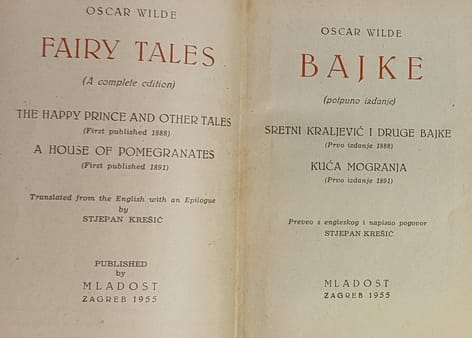 OSCAR WILDE
FAIRY TALES
(A complete edition)
THE HAPPY PRINCE AND OTHER TALES
(First published 1888)
A HOUSE OF POMEGRANATES
(First published 1891)
Translated from the English with an Epilogue
by
STJEPAN KREŠIĆ
PUBLISHED
by
MLADOST
ZAGREB 1955
OSCAR WILDE
BAJKE
(potpuno izdanje)
SRETNI KRALJEVIĆ I DRUGE BAJKE
(Prvo izdanje 1888)
KUĆA MOGRANJA
(Prvo izdanje 1891)
Preveo s engleskog i napisao pogovor
STJEPAN KREŠIĆ
MLADOST
ZAGREB 1955